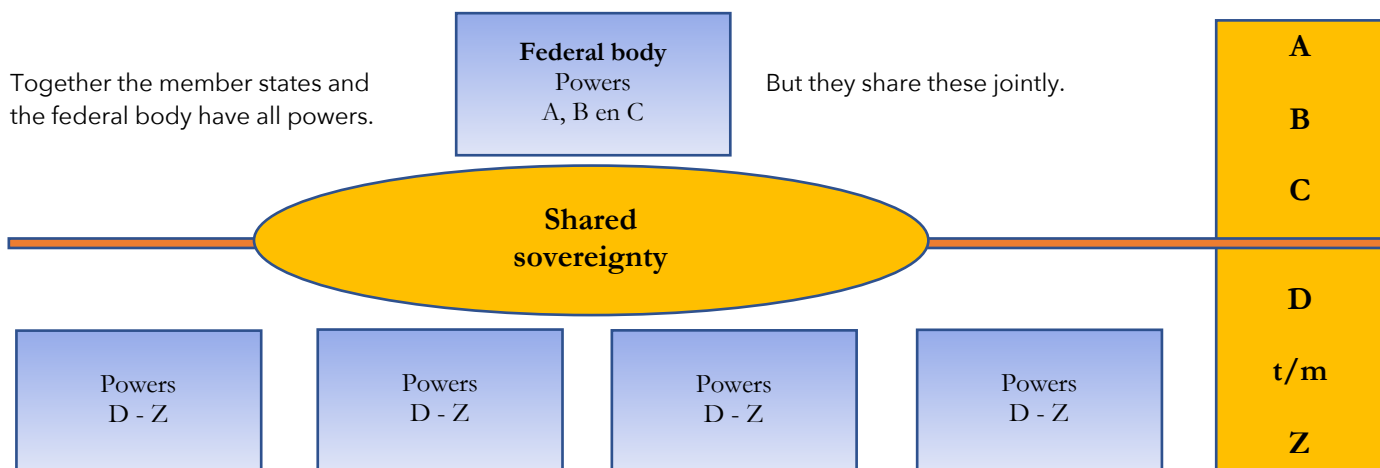 Together the member states and
the federal body have all powers.
Federal body
Powers
A, B en C
But they share these jointly.
Shared
sovereignty
Powers
D - Z
Powers
D - Z
Powers
D - Z
Powers
D - Z
A
B
C
D
t/m
Z